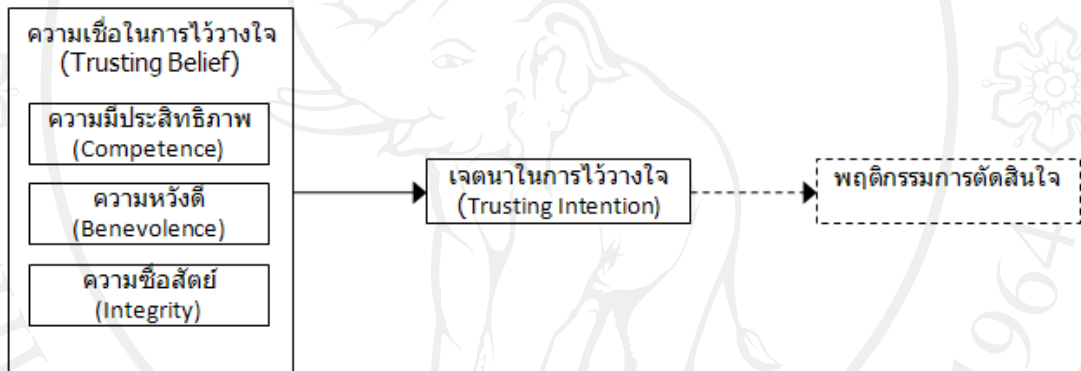 ความเชื่อในการไว้วางใจ
(Trusting Belief)
ความมีประสิทธิภาพ
(Competence)
ความหวังดี
(Benevolence)
ความซื่อสัตย์
(Integrity)
เจตนาในการไว้วางใจ
(Trusting Intention)
พฤติกรรมการตัดสินใจ
1964